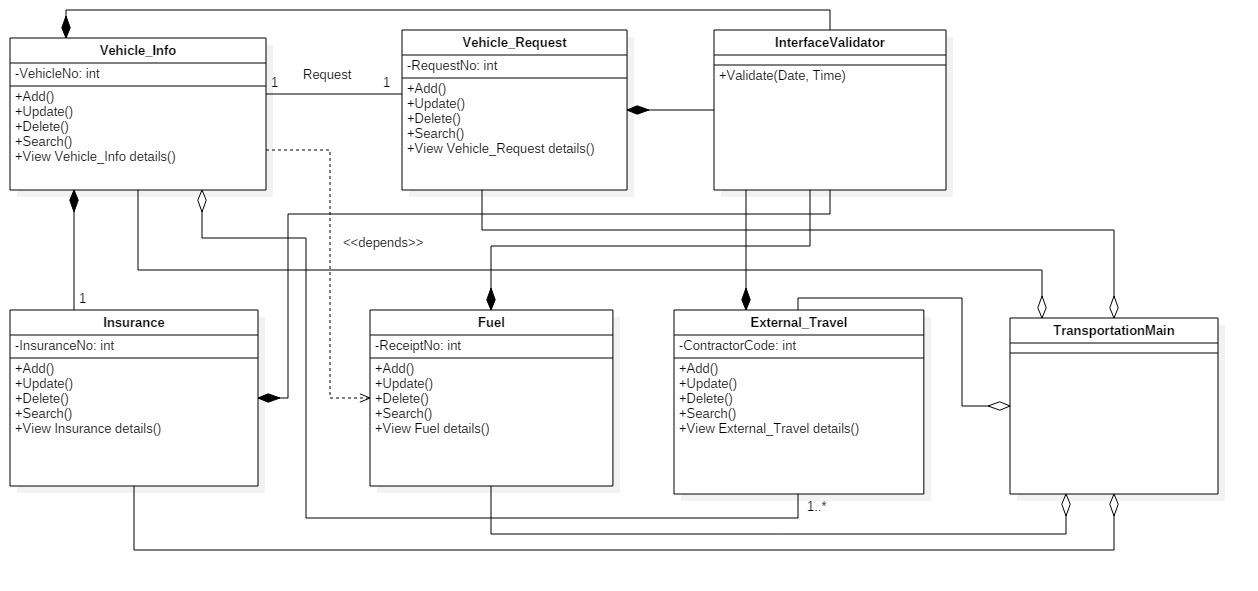 Vehicle_Info
-VehicleNo: int
+Add()
+Update()
+Delete()
+Search()
+View Vehicle_Info details()
1
Request
1
Vehicle_Request
-RequestNo: int
+Add()
+Update()
+Delete()
+Search()
+View Vehicle_Request details()
InterfaceValidator
+Validate(Date, Time)
<<depends>>
1
Insurance
-InsuranceNo: int
+Add()
+Update()
+Delete()
+Search()
+View Insurance details()
Fuel
-ReceiptNo: int
+Add()
+Update()
+Delete()
+Search()
+View Fuel details()
External_Travel
-ContractorCode: int
+Add()
+Update()
+Delete()
+Search()
+View External_Travel details()
1..*
TransportationMain